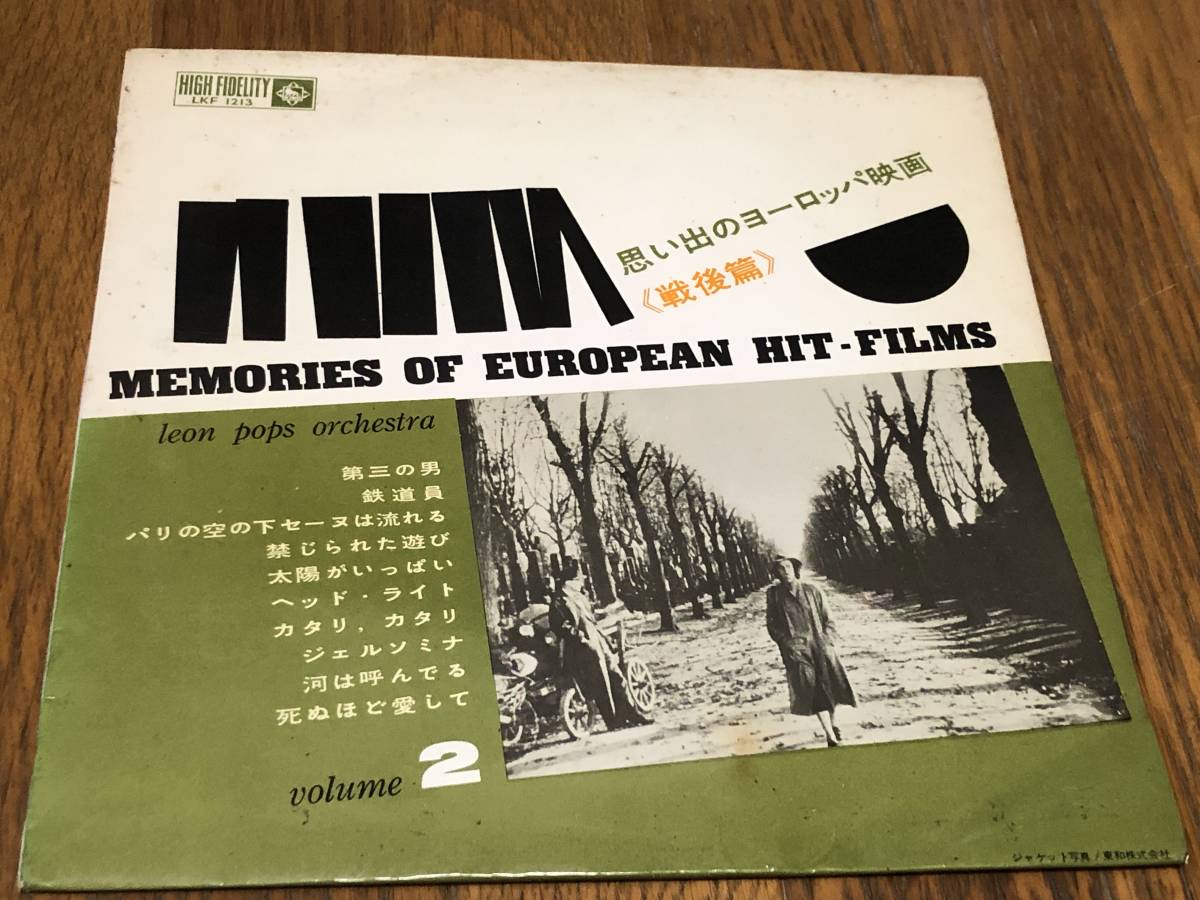 HIGH FIDELITY
LKF 1213
思い出のヨーロッパ映画
《戦後篇》
MEMORIES OF EUROPEAN HIT-FILMS
leon pops orchestra
第三の男
鉄道員
パリの空の下セーヌは流れる
禁じられた遊び
太陽がいっぱい
ヘッド・ライト
カタリ,カタリ
ジェルソミナ
河は呼んでる
死ぬほど愛して
volume 2
ジャケット写真/東和株式会社